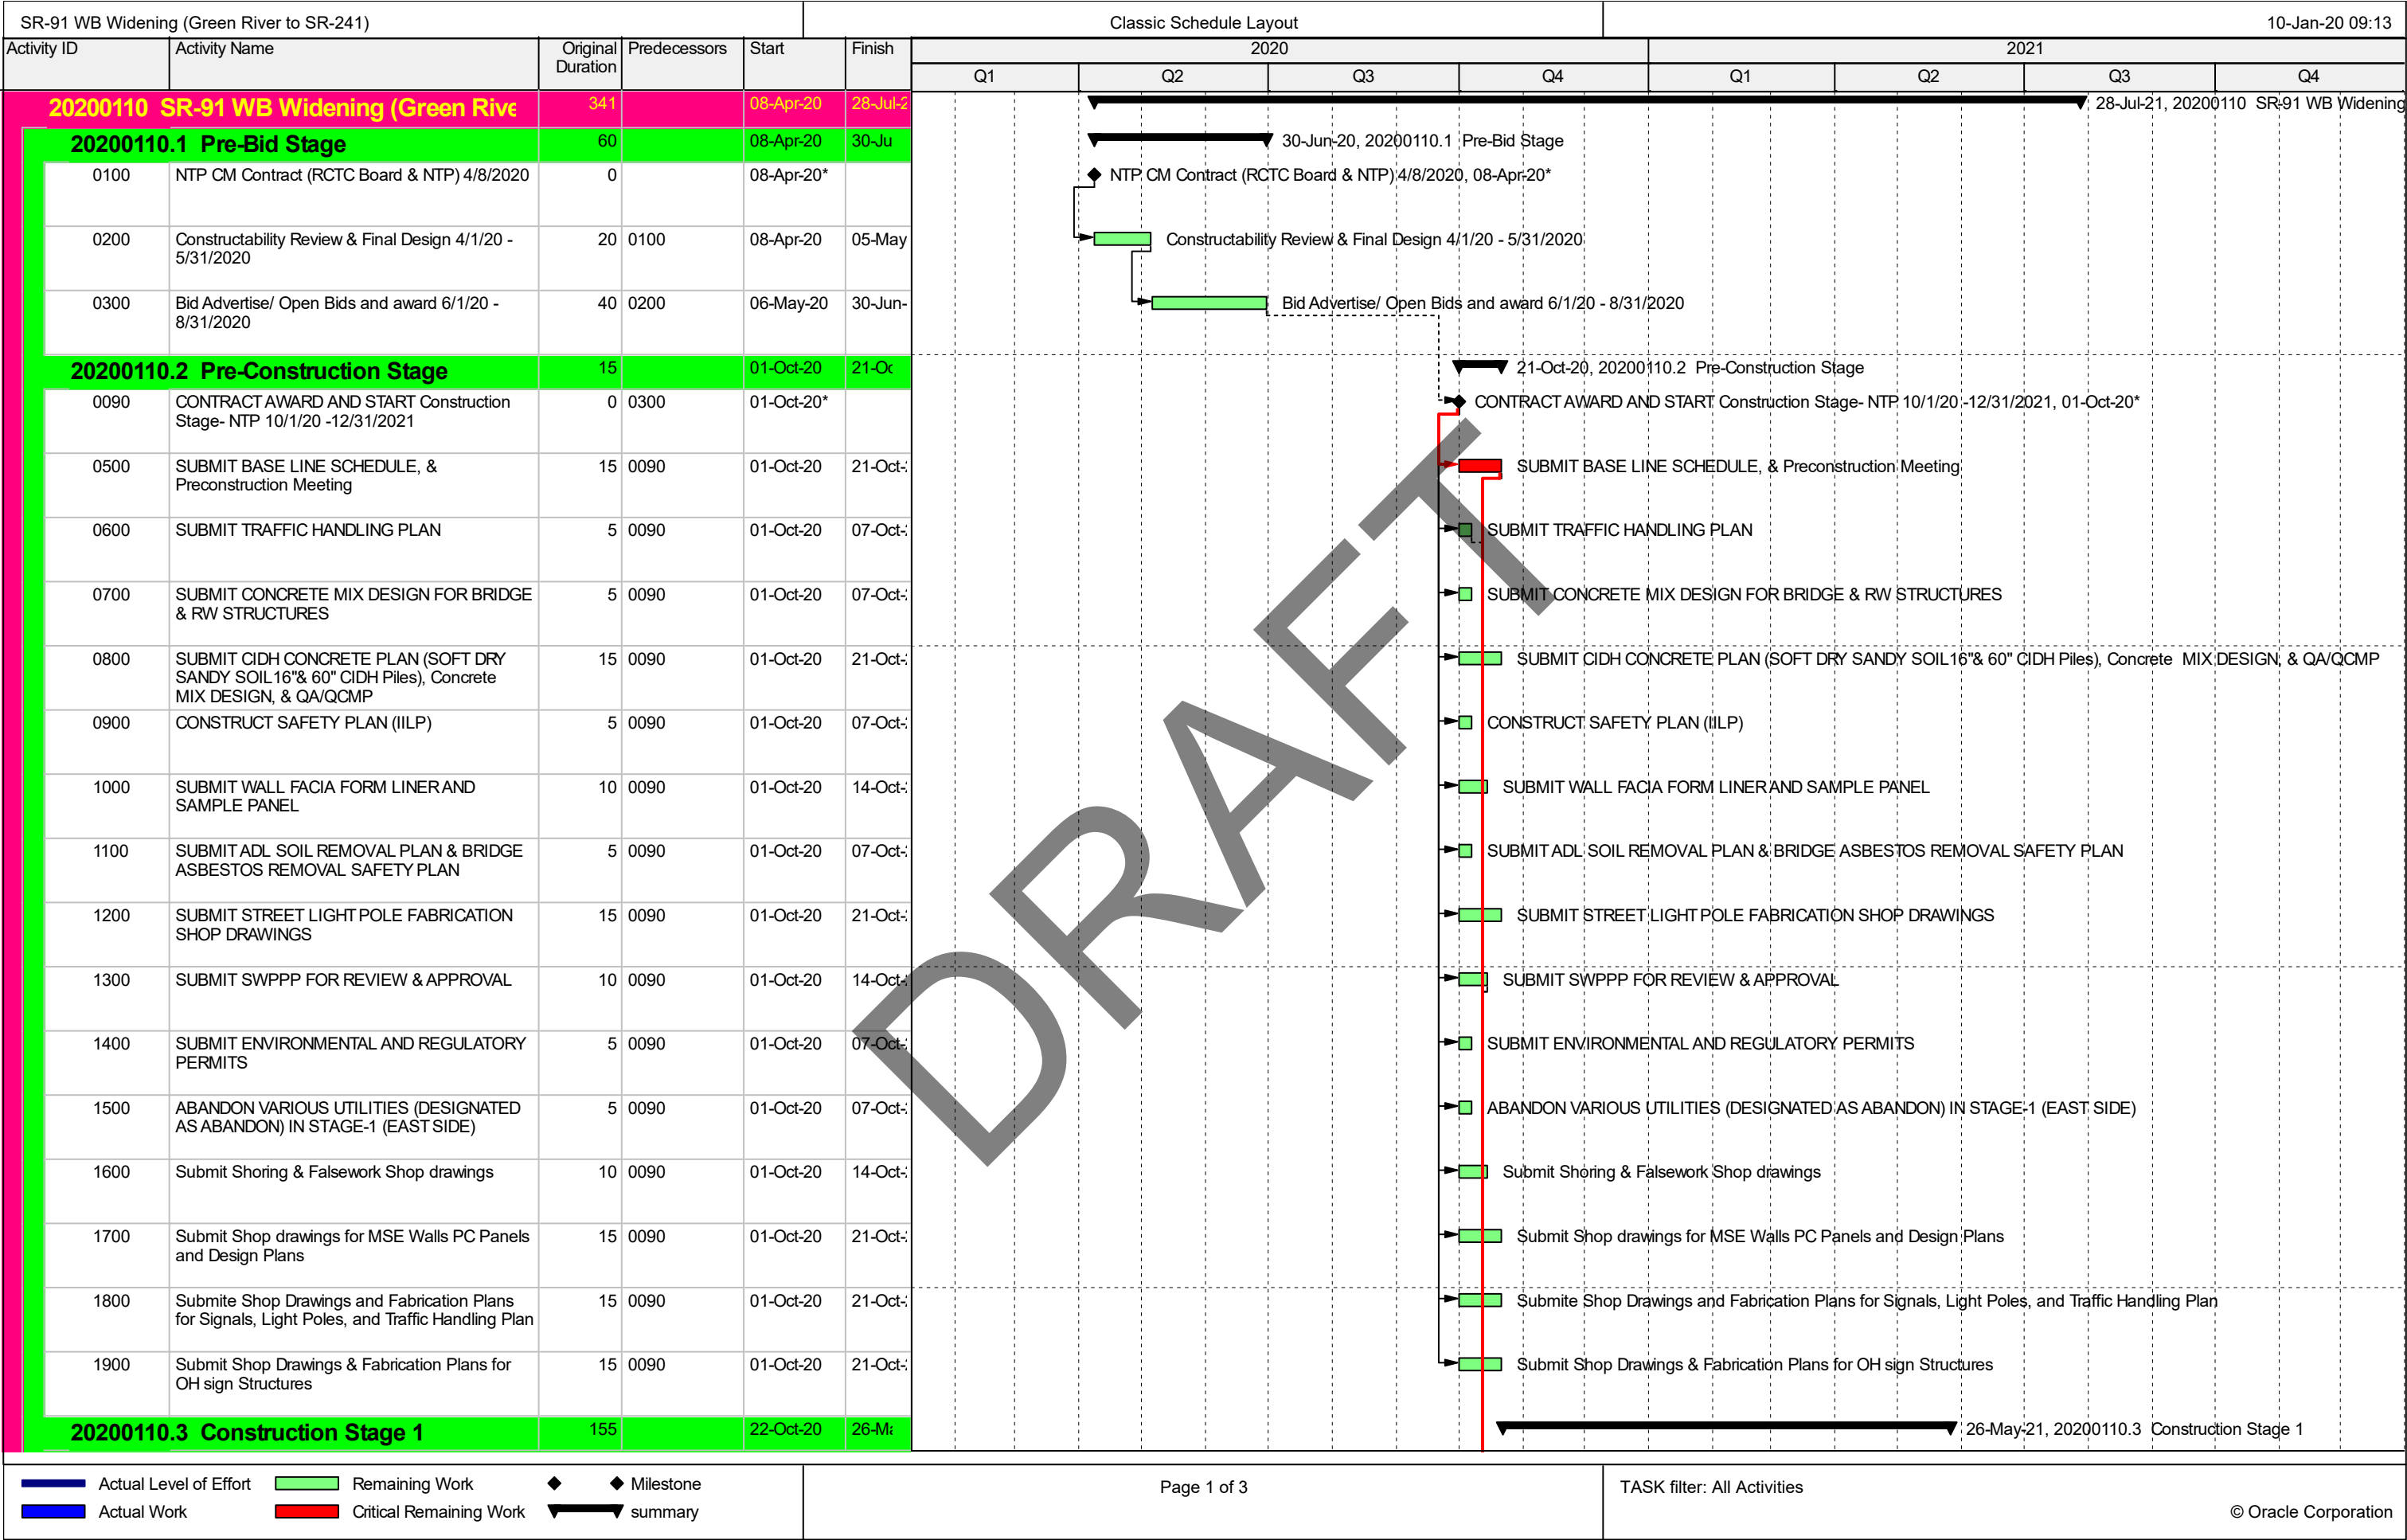 SR-91 WB Widening (Green River to SR-241)
Classic Schedule Layout
10-Jan-20 09:13
Activity ID Activity Name Original Duration Predecessors Start Finish
2020 2021
Q1 Q2 Q3 Q4 Q1 Q2 Q3 Q4
20200110 SR-91 WB Widening (Green Rive 341 08-Apr-20 28-Jul-2
28-Jul-21, 20200110 SR-91 WB Widening
20200110.1 Pre-Bid Stage 60 08-Apr-20 30-Ju
30-Jun-20, 20200110.1 Pre-Bid Stage
0100 NTP CM Contract (RCTC Board & NTP) 4/8/2020 0 08-Apr-20*
NTP CM Contract (RCTC Board & NTP) 4/8/2020, 08-Apr-20*
0200 Constructability Review & Final Design 4/1/20 - 20 0100 08-Apr-20 05-May
5/31/2020
Constructability Review & Final Design 4/1/20 - 5/31/2020
0300 Bid Advertise/ Open Bids and award 6/1/20 - 40 0200 06-May-20 30-Jun-
8/31/2020
Bid Advertise/ Open Bids and award 6/1/20 - 8/31/2020
20200110.2 Pre-Construction Stage 15 01-Oct-20 21-Oc
21-Oct-20, 20200110.2 Pre-Construction Stage
0090 CONTRACT AWARD AND START Construction 0 0300 01-Oct-20*
Stage- NTP 10/1/20 -12/31/2021
CONTRACT AWARD AND START Construction Stage- NTP 10/1/20 -12/31/2021, 01-Oct-20*
0500 SUBMIT BASE LINE SCHEDULE, & 15 0090 01-Oct-20 21-Oct-
Preconstruction Meeting
SUBMIT BASE LINE SCHEDULE, & Preconstruction Meeting
0600 SUBMIT TRAFFIC HANDLING PLAN 5 0090 01-Oct-20 07-Oct-
SUBMIT TRAFFIC HANDLING PLAN
0700 SUBMIT CONCRETE MIX DESIGN FOR BRIDGE 5 0090 01-Oct-20 07-Oct-
& RW STRUCTURES
SUBMIT CONCRETE MIX DESIGN FOR BRIDGE & RW STRUCTURES
0800 SUBMIT CIDH CONCRETE PLAN (SOFT DRY 15 0090 01-Oct-20 21-Oct-
SANDY SOIL16"& 60" CIDH Piles), Concrete
MIX DESIGN, & QA/QCMP
SUBMIT CIDH CONCRETE PLAN (SOFT DRY SANDY SOIL16"& 60" CIDH Piles), Concrete MIX DESIGN, & QA/QCMP
0900 CONSTRUCT SAFETY PLAN (IILP) 5 0090 01-Oct-20 07-Oct-
CONSTRUCT SAFETY PLAN (IILP)
1000 SUBMIT WALL FACIA FORM LINER AND 10 0090 01-Oct-20 14-Oct-
SAMPLE PANEL
SUBMIT WALL FACIA FORM LINER AND SAMPLE PANEL
1100 SUBMIT ADL SOIL REMOVAL PLAN & BRIDGE 5 0090 01-Oct-20 07-Oct-
ASBESTOS REMOVAL SAFETY PLAN
SUBMIT ADL SOIL REMOVAL PLAN & BRIDGE ASBESTOS REMOVAL SAFETY PLAN
1200 SUBMIT STREET LIGHT POLE FABRICATION 15 0090 01-Oct-20 21-Oct-
SHOP DRAWINGS
SUBMIT STREET LIGHT POLE FABRICATION SHOP DRAWINGS
1300 SUBMIT SWPPP FOR REVIEW & APPROVAL 10 0090 01-Oct-20 14-Oct-
SUBMIT SWPPP FOR REVIEW & APPROVAL
1400 SUBMIT ENVIRONMENTAL AND REGULATORY 5 0090 01-Oct-20 07-Oct-
PERMITS
SUBMIT ENVIRONMENTAL AND REGULATORY PERMITS
1500 ABANDON VARIOUS UTILITIES (DESIGNATED 5 0090 01-Oct-20 07-Oct-
AS ABANDON) IN STAGE-1 (EAST SIDE)
ABANDON VARIOUS UTILITIES (DESIGNATED AS ABANDON) IN STAGE-1 (EAST SIDE)
1600 Submit Shoring & Falsework Shop drawings 10 0090 01-Oct-20 14-Oct-
Submit Shoring & Falsework Shop drawings
1700 Submit Shop drawings for MSE Walls PC Panels 15 0090 01-Oct-20 21-Oct-
and Design Plans
Submit Shop drawings for MSE Walls PC Panels and Design Plans
1800 Submite Shop Drawings and Fabrication Plans 15 0090 01-Oct-20 21-Oct-
for Signals, Light Poles, and Traffic Handling Plan
Submite Shop Drawings and Fabrication Plans for Signals, Light Poles, and Traffic Handling Plan
1900 Submit Shop Drawings & Fabrication Plans for 15 0090 01-Oct-20 21-Oct-
OH sign Structures
Submit Shop Drawings & Fabrication Plans for OH sign Structures
20200110.3 Construction Stage 1 155 22-Oct-20 26-Ma
26-May-21, 20200110.3 Construction Stage 1
DRAFT
Actual Level of Effort Remaining Work Milestone
Actual Work Critical Remaining Work summary
Page 1 of 3
TASK filter: All Activities
© Oracle Corporation